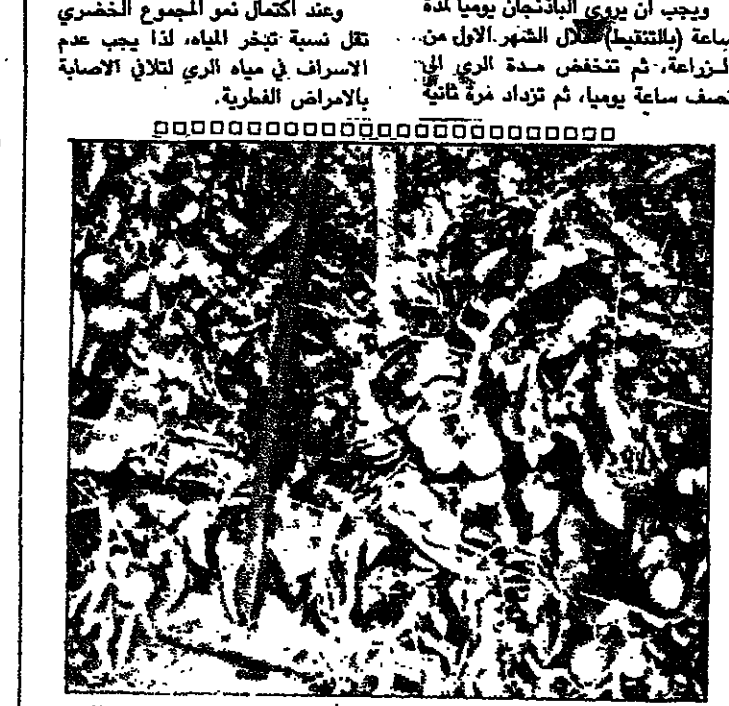 ويجب ان يروى الباذنجان يوميا لمدة
ساعة (بالتنقيط) خلال الشهر الاول من
الزراعة، ثم تنخفض مدة الري الى
نصف ساعة يوميا، ثم تزداد مرة ثانية
وعند اكتمال نمو المجموع الخضري
تقل نسبة تبخر المياه، لذا يجب عدم
الاسراف في مياه الري لتلافي الاصابة
بالامراض الفطرية.